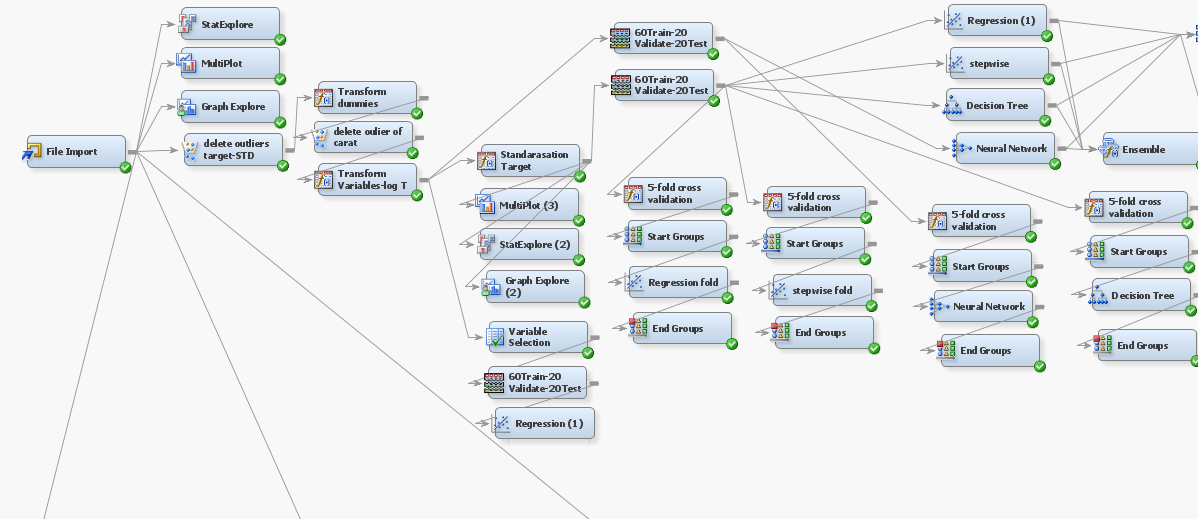 File Import
StatExplore
MultiPlot
Graph Explore
delete outliers
target-STD
Transform
dummies
delete oulier of
carat
Transform
Variables-log T
Standarasation
Target
MultiPlot (3)
StatExplore (2)
Graph Explore
(2)
Variable
Selection
60Train-20
Validate-20Test
Regression (1)
60Train-20
Validate-20Test
60Train-20
Validate-20Test
5-fold cross
validation
Start Groups
Regression fold
End Groups
5-fold cross
validation
Start Groups
stepwise fold
End Groups
Regression (1)
stepwise
Decision Tree
Neural Network
Ensemble
5-fold cross
validation
Start Groups
Neural Network
End Groups
5-fold cross
validation
Start Groups
Decision Tree
End Groups